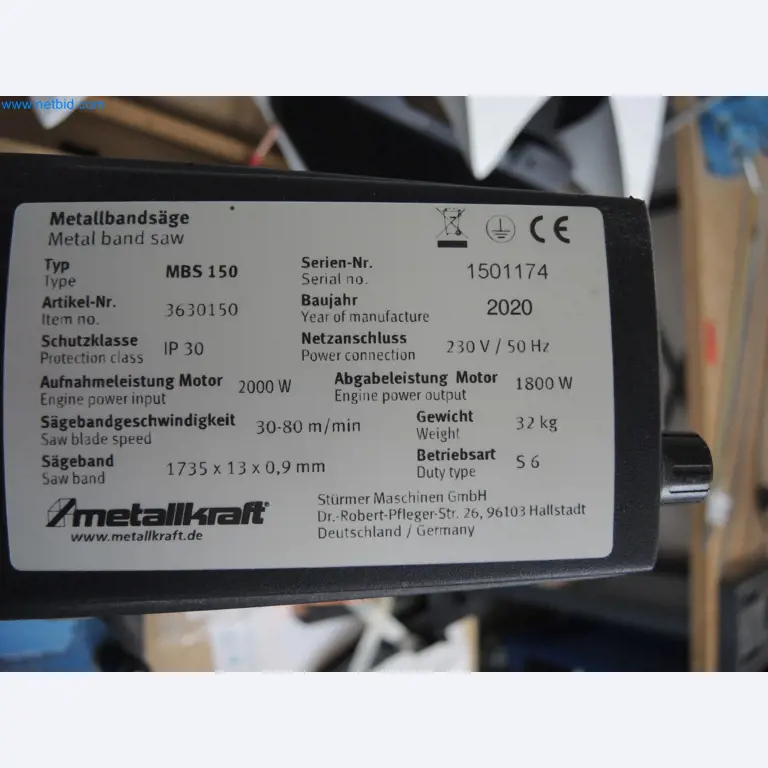 www.netbid.com
Metallbandsäge
Metal band saw
Typ
Type
MBS 150
Serien-Nr.
Serial no.
1501174
Artikel-Nr.
Item no.
3630150
Baujahr
Year of manufacture
2020
Schutzklasse
Protection class
IP 30
Netzanschluss
Power connection
230 V / 50 Hz
Aufnahmeleistung Motor
Engine power input
2000 W
Abgabeleistung Motor
Engine power output
1800 W
Sägebandgeschwindigkeit
Saw blade speed
30-80 m/min
Gewicht
Weight
32 kg
Sägeband
Saw band
1735 x 13 x 0,9 mm
Betriebsart
Duty type
S 6
metallkraft®
www.metallkraft.de
Stürmer Maschinen GmbH
Dr.-Robert-Pfleger-Str. 26, 96103 Hallstadt
Deutschland / Germany
CE